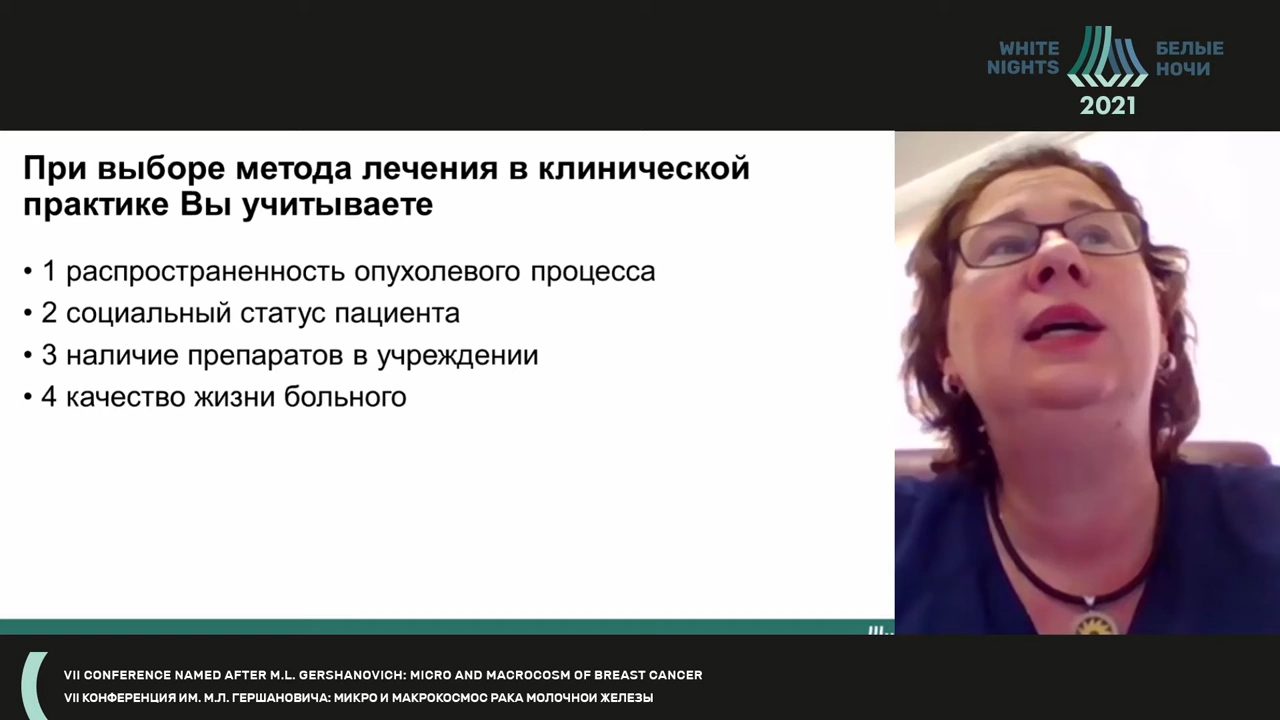 WHITE NIGHTS
БЕЛЫЕ НОЧИ
2021
При выборе метода лечения в клинической
практике Вы учитываете
• 1 распространенность опухолевого процесса
• 2 социальный статус пациента
• 3 наличие препаратов в учреждении
• 4 качество жизни больного
VII CONFERENCE NAMED AFTER M.L. GERSHANOVICH: MICRO AND MACROCOSM OF BREAST CANCER
VII КОНФЕРЕНЦИЯ ИМ. М.Л. ГЕРШАНОВИЧА: МИКРО И МАКРОКОСМОС РАКА МОЛОЧНОЙ ЖЕЛЕЗЫ